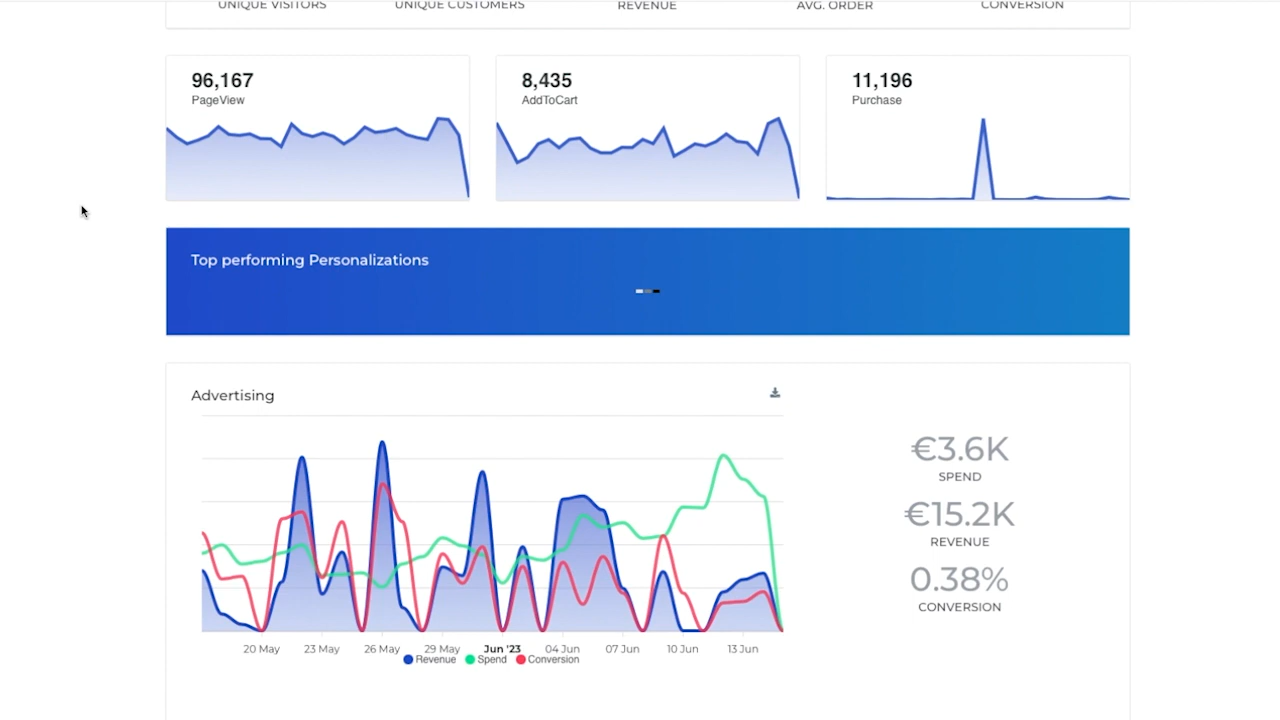 UNIQUE VISITORS UNIQUE CUSTOMERS REVENUE AVG. ORDER CONVERSION
96,167
PageView
8,435
AddToCart
11,196
Purchase
Top performing Personalizations
Advertising
€3.6K
SPEND
€15.2K
REVENUE
0.38%
CONVERSION
20 May 23 May 26 May 29 May Jun '23 04 Jun 07 Jun 10 Jun 13 Jun
Revenue Spend Conversion